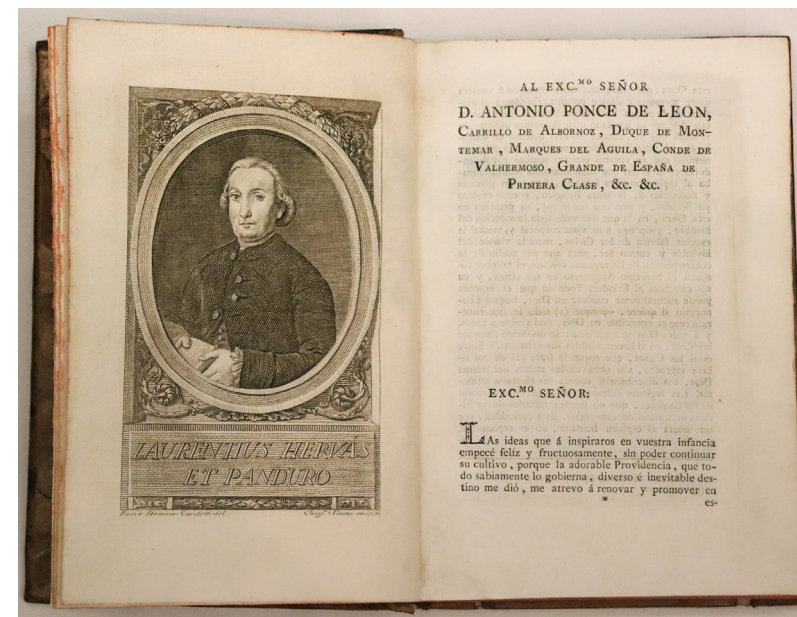 LAURENTIUS HERVÁS
ET PANDURO
AL EXC.MO SEÑOR
D. ANTONIO PONCE DE LEON,
CARRILLO DE ALBORNOZ, DUQUE DE MON-
TEMAR, MARQUES DEL AGUILA, CONDE DE
VALHERMOSO, GRANDE DE ESPAÑA DE
PRIMERA CLASE, &c. &c.
EXC.MO SEÑOR:
LAs ideas que á inspiraros en vuestra infancia
empecé felíz y fructuosamente, sin poder continuar
su cultivo, porque la adorable Providencia, que to-
do sabiamente lo gobierna, diverso é inevitable des-
tino me dió, me atrevo á renovar y promover en
*
es-